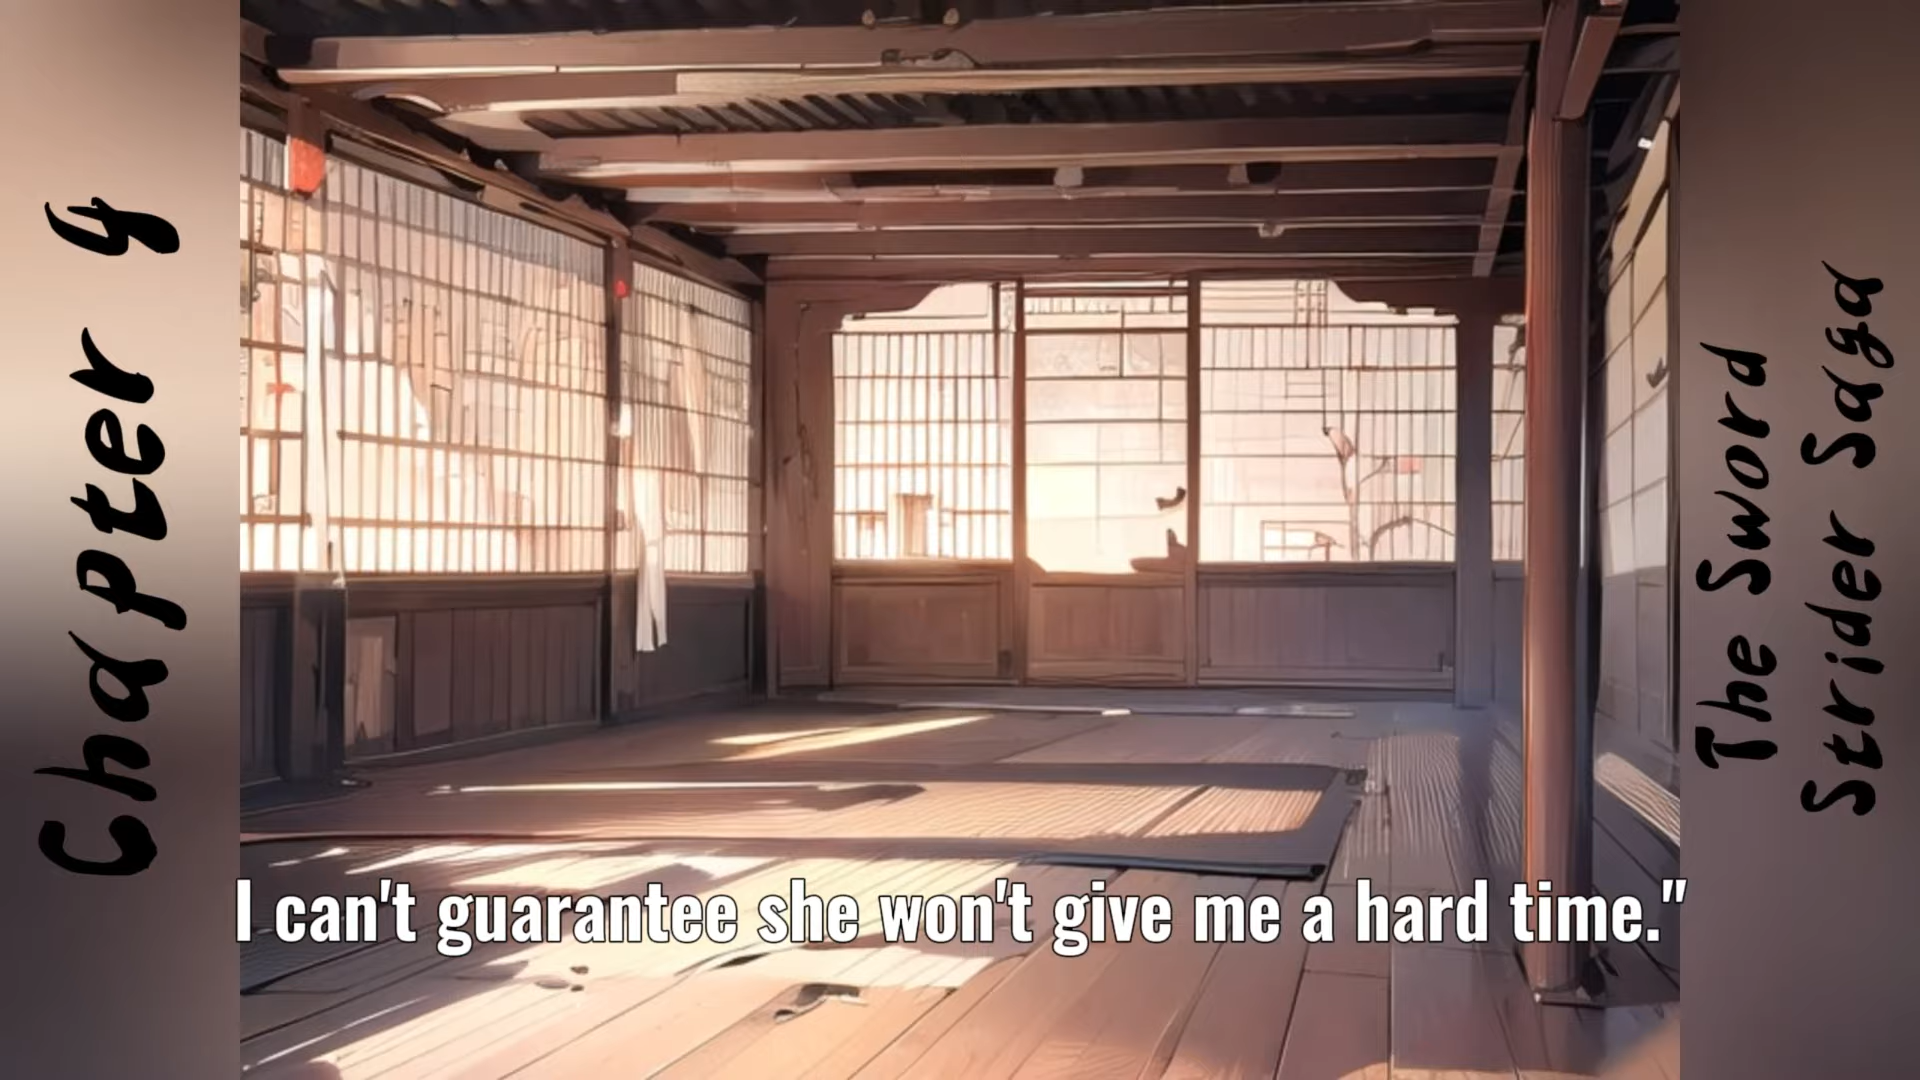 Chapter 9
I can't guarantee she won't give me a hard time."
The Sword
Strider Saga